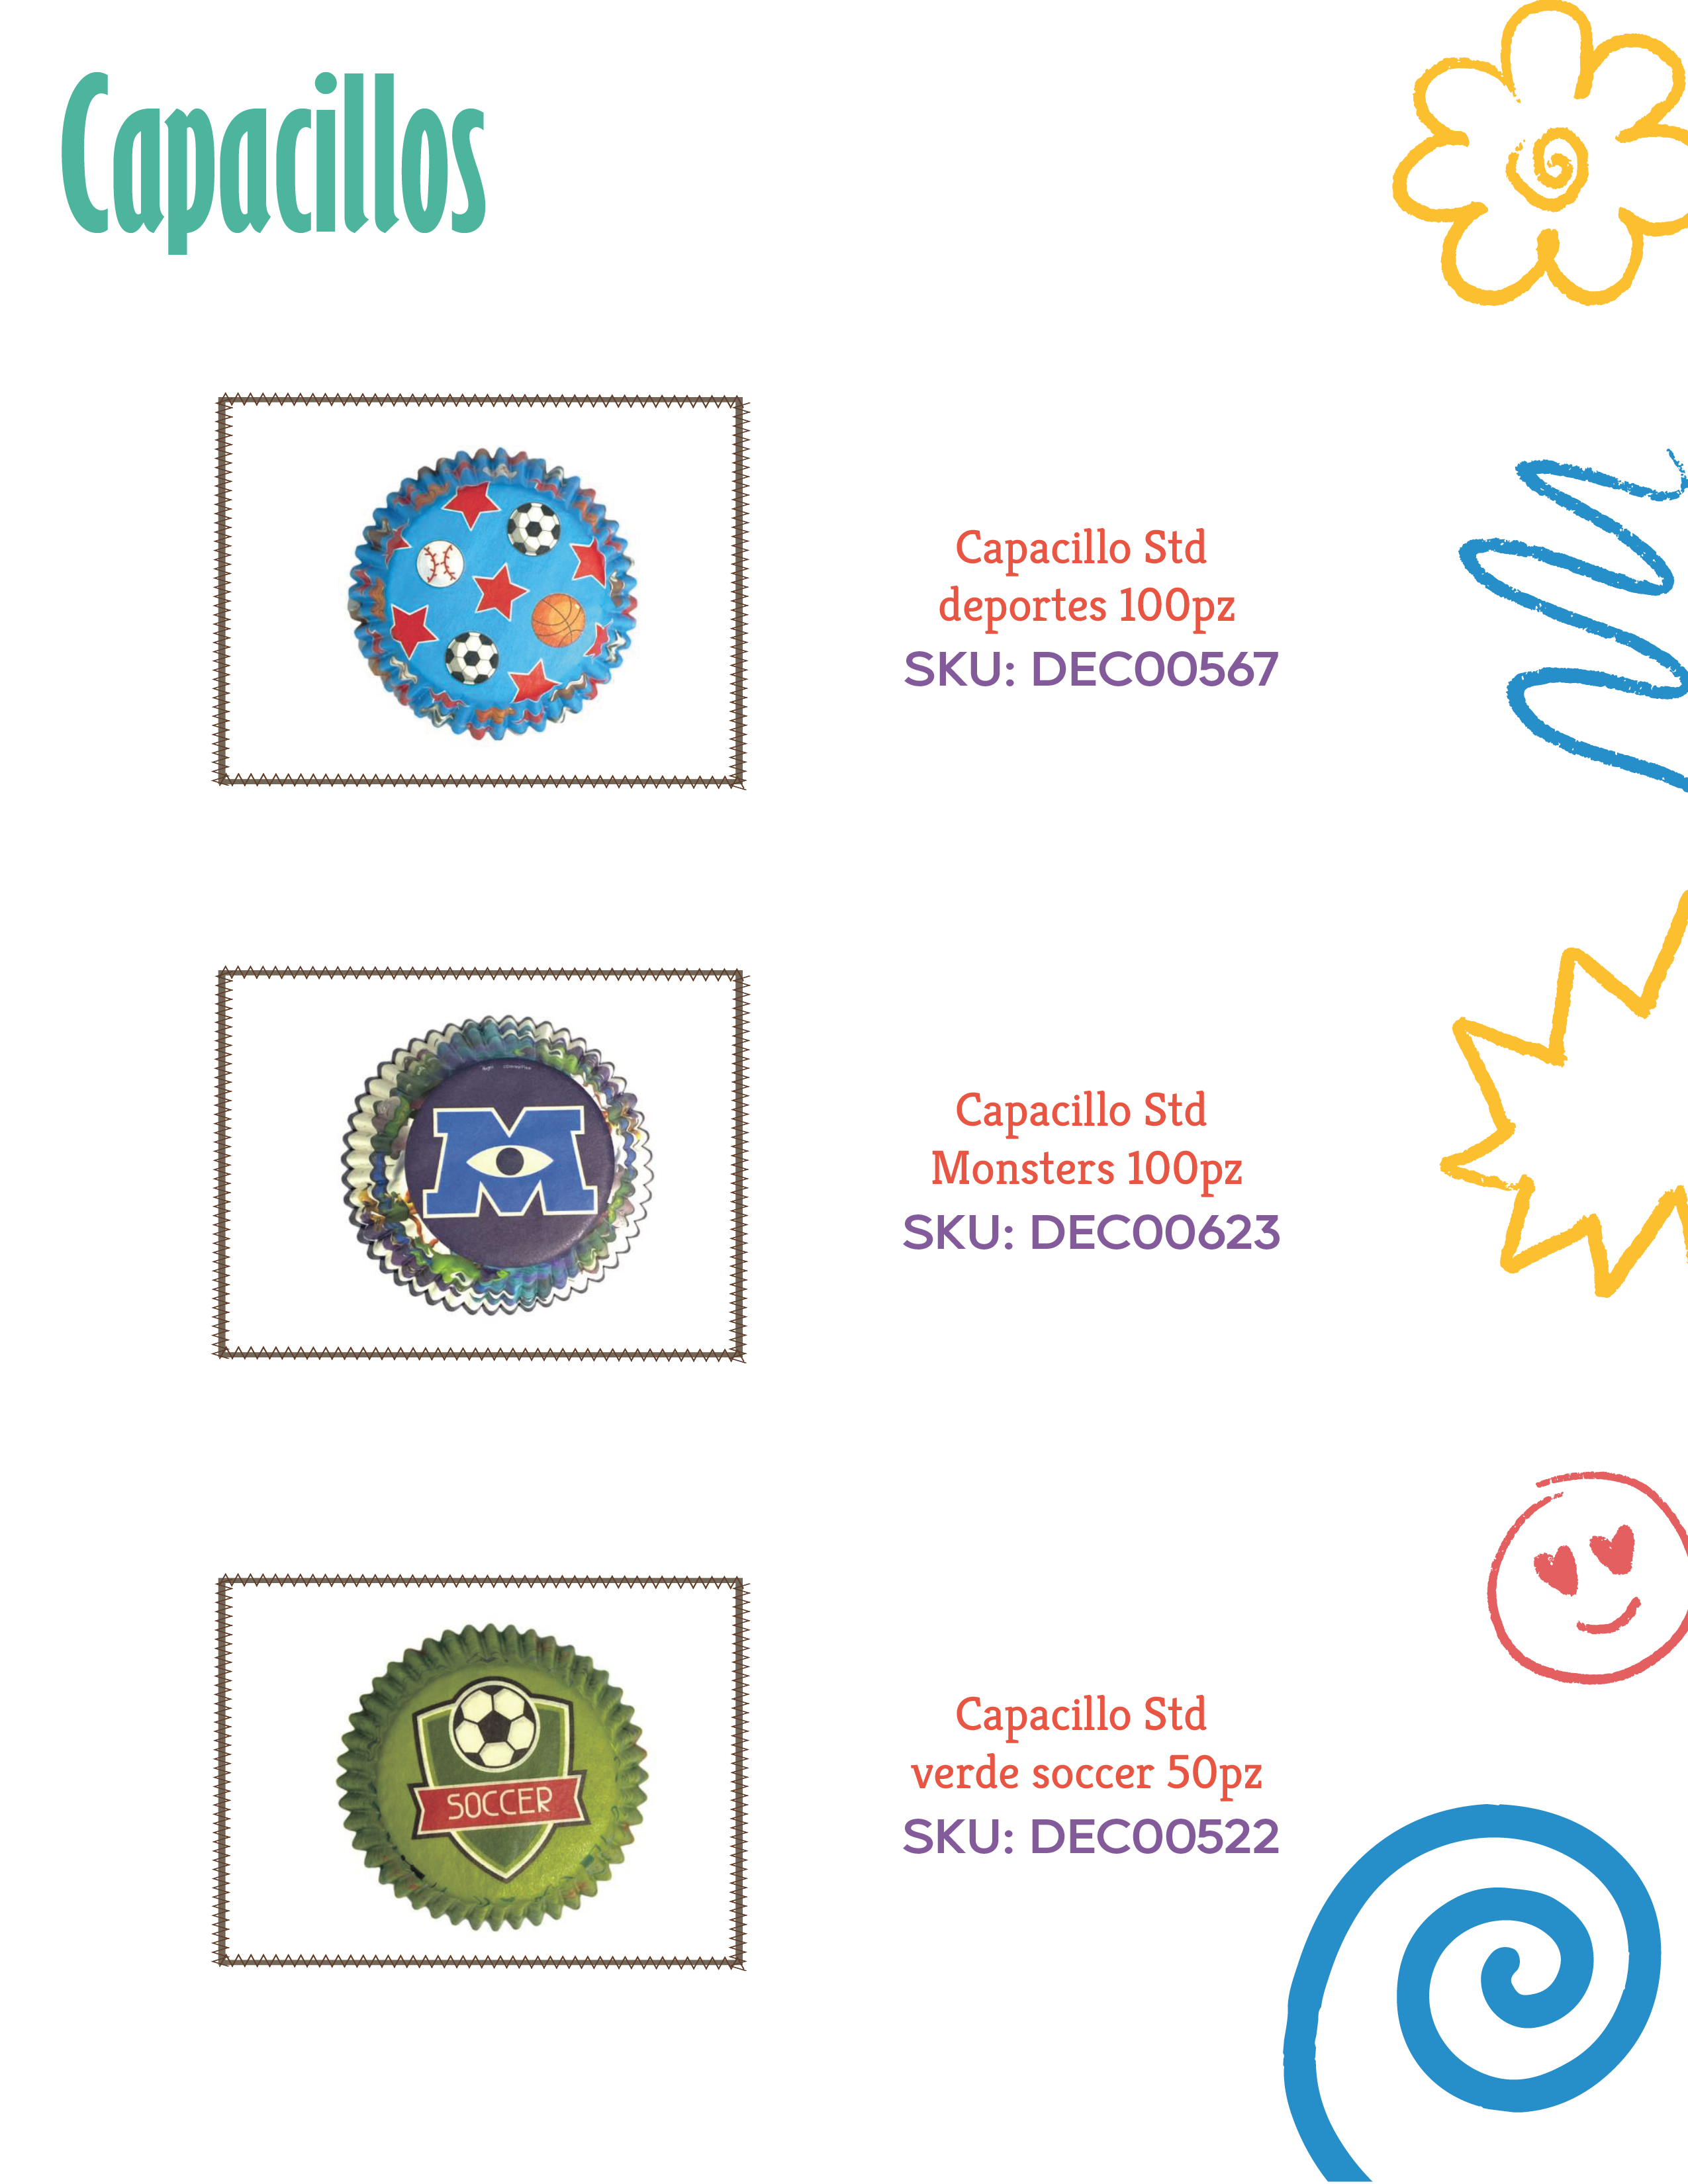 Capacillos
Capacillo Std
deportes 100pz
SKU: DEC00567
M
Capacillo Std
Monsters 100pz
SKU: DEC00623
SOCCER
Capacillo Std
verde soccer 50pz
SKU: DEC00522